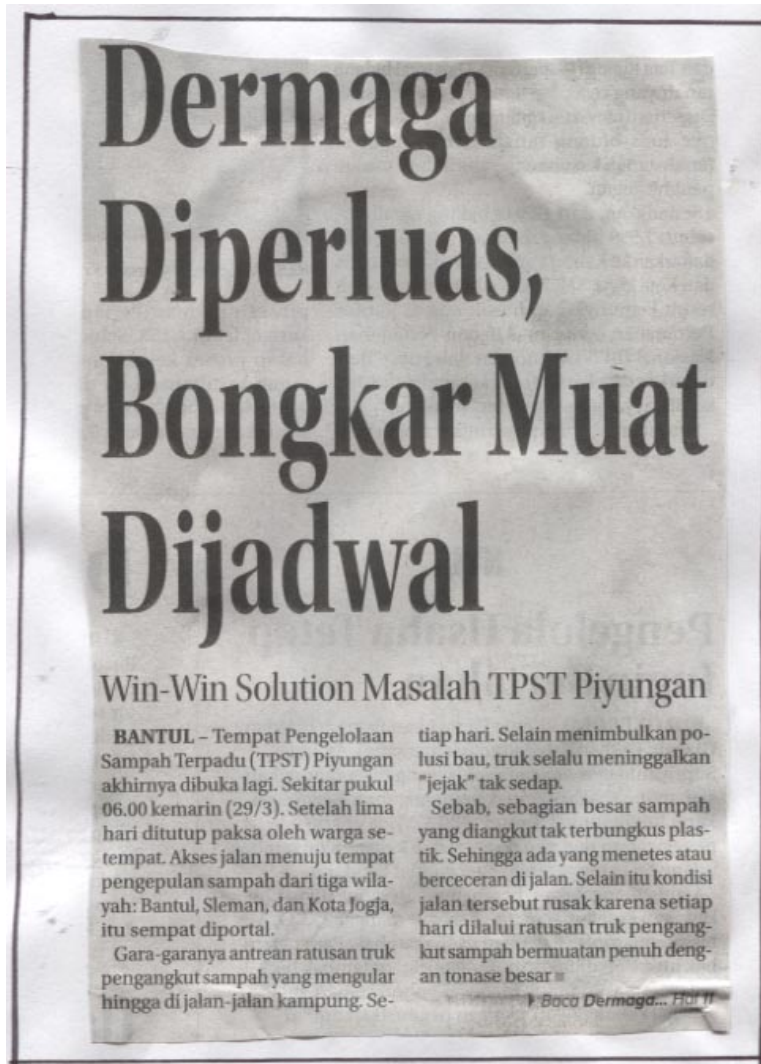 Dermaga
Diperluas,
Bongkar Muat
Dijadwal
Win-Win Solution Masalah TPST Piyungan
BANTUL – Tempat Pengelolaan
Sampah Terpadu (TPST) Piyungan
akhirnya dibuka lagi. Sekitar pukul
06.00 kemarin (29/3). Setelah lima
hari ditutup paksa oleh warga se-
tempat. Akses jalan menuju tempat
pengepulan sampah dari tiga wila-
yah: Bantul, Sleman, dan Kota Jogja,
itu sempat diportal.
Gara-garanya antrean ratusan truk
pengangkut sampah yang mengular
hingga di jalan-jalan kampung. Se-
tiap hari. Selain menimbulkan po-
lusi bau, truk selalu meninggalkan
"jejak" tak sedap.
Sebab, sebagian besar sampah
yang diangkut tak terbungkus plas-
tik. Sehingga ada yang menetes atau
berceceran di jalan. Selain itu kondisi
jalan tersebut rusak karena setiap
hari dilalui ratusan truk pengang-
kut sampah bermuatan penuh deng-
an tonase besar
Baca Dermaga... Hal 11